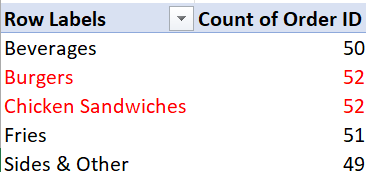 Row Labels Count of Order ID
Beverages 50
Burgers 52
Chicken Sandwiches 52
Fries 51
Sides & Other 49